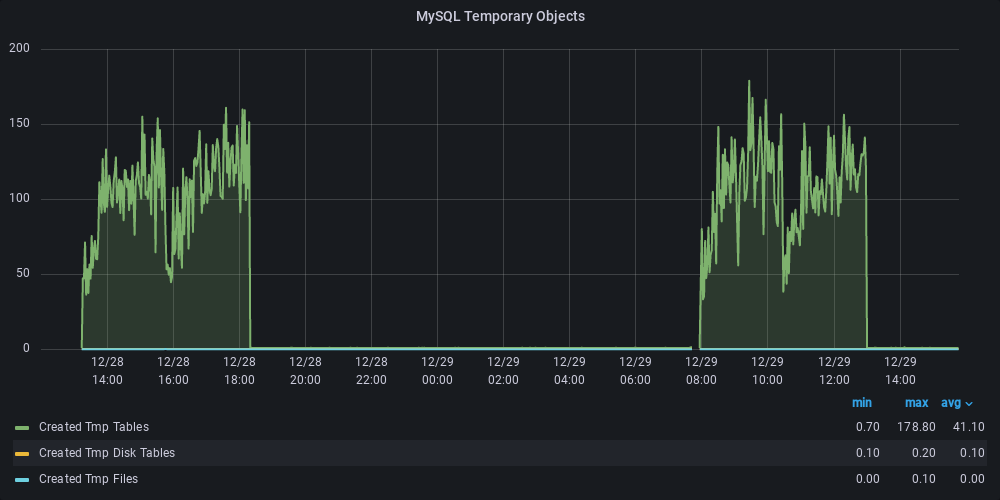 MySQL Temporary Objects
200
150
100
50
0
12/28 12/28 12/28 12/28 12/28 12/29 12/29 12/29 12/29 12/29 12/29 12/29 12/29
14:00 16:00 18:00 20:00 22:00 00:00 02:00 04:00 06:00 08:00 10:00 12:00 14:00
min max avg
Created Tmp Tables 0.70 178.80 41.10
Created Tmp Disk Tables 0.10 0.20 0.10
Created Tmp Files 0.00 0.10 0.00